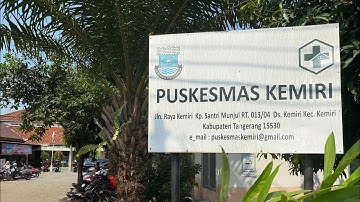 PUSKESMAS KEMIRI
Jln. Raya Kemiri Kp. Santri Munjul RT. 013/04 Ds. Kemiri Kec. Kemiri
Kabupaten Tangerang 15530
e_mail : puskesmaskemiri@gmail.com